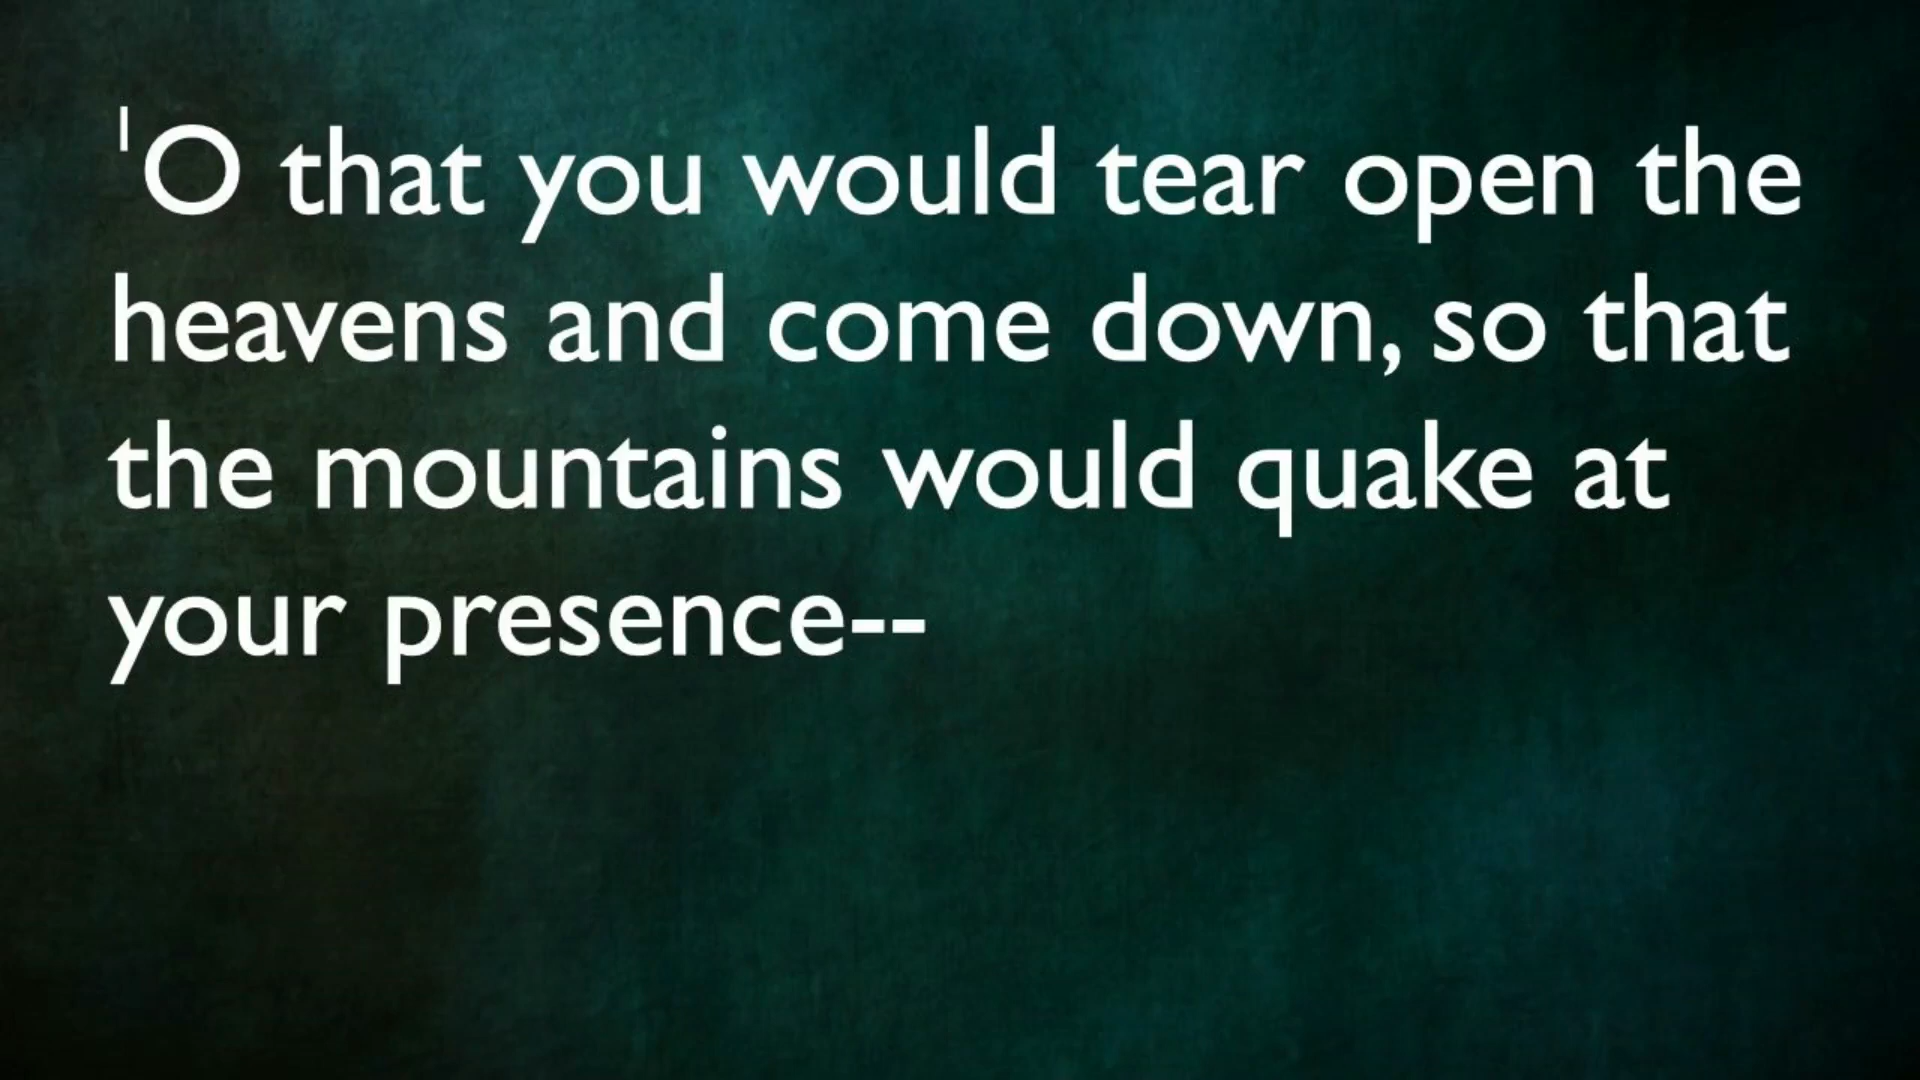 ¹O that you would tear open the
heavens and come down, so that
the mountains would quake at
your presence--